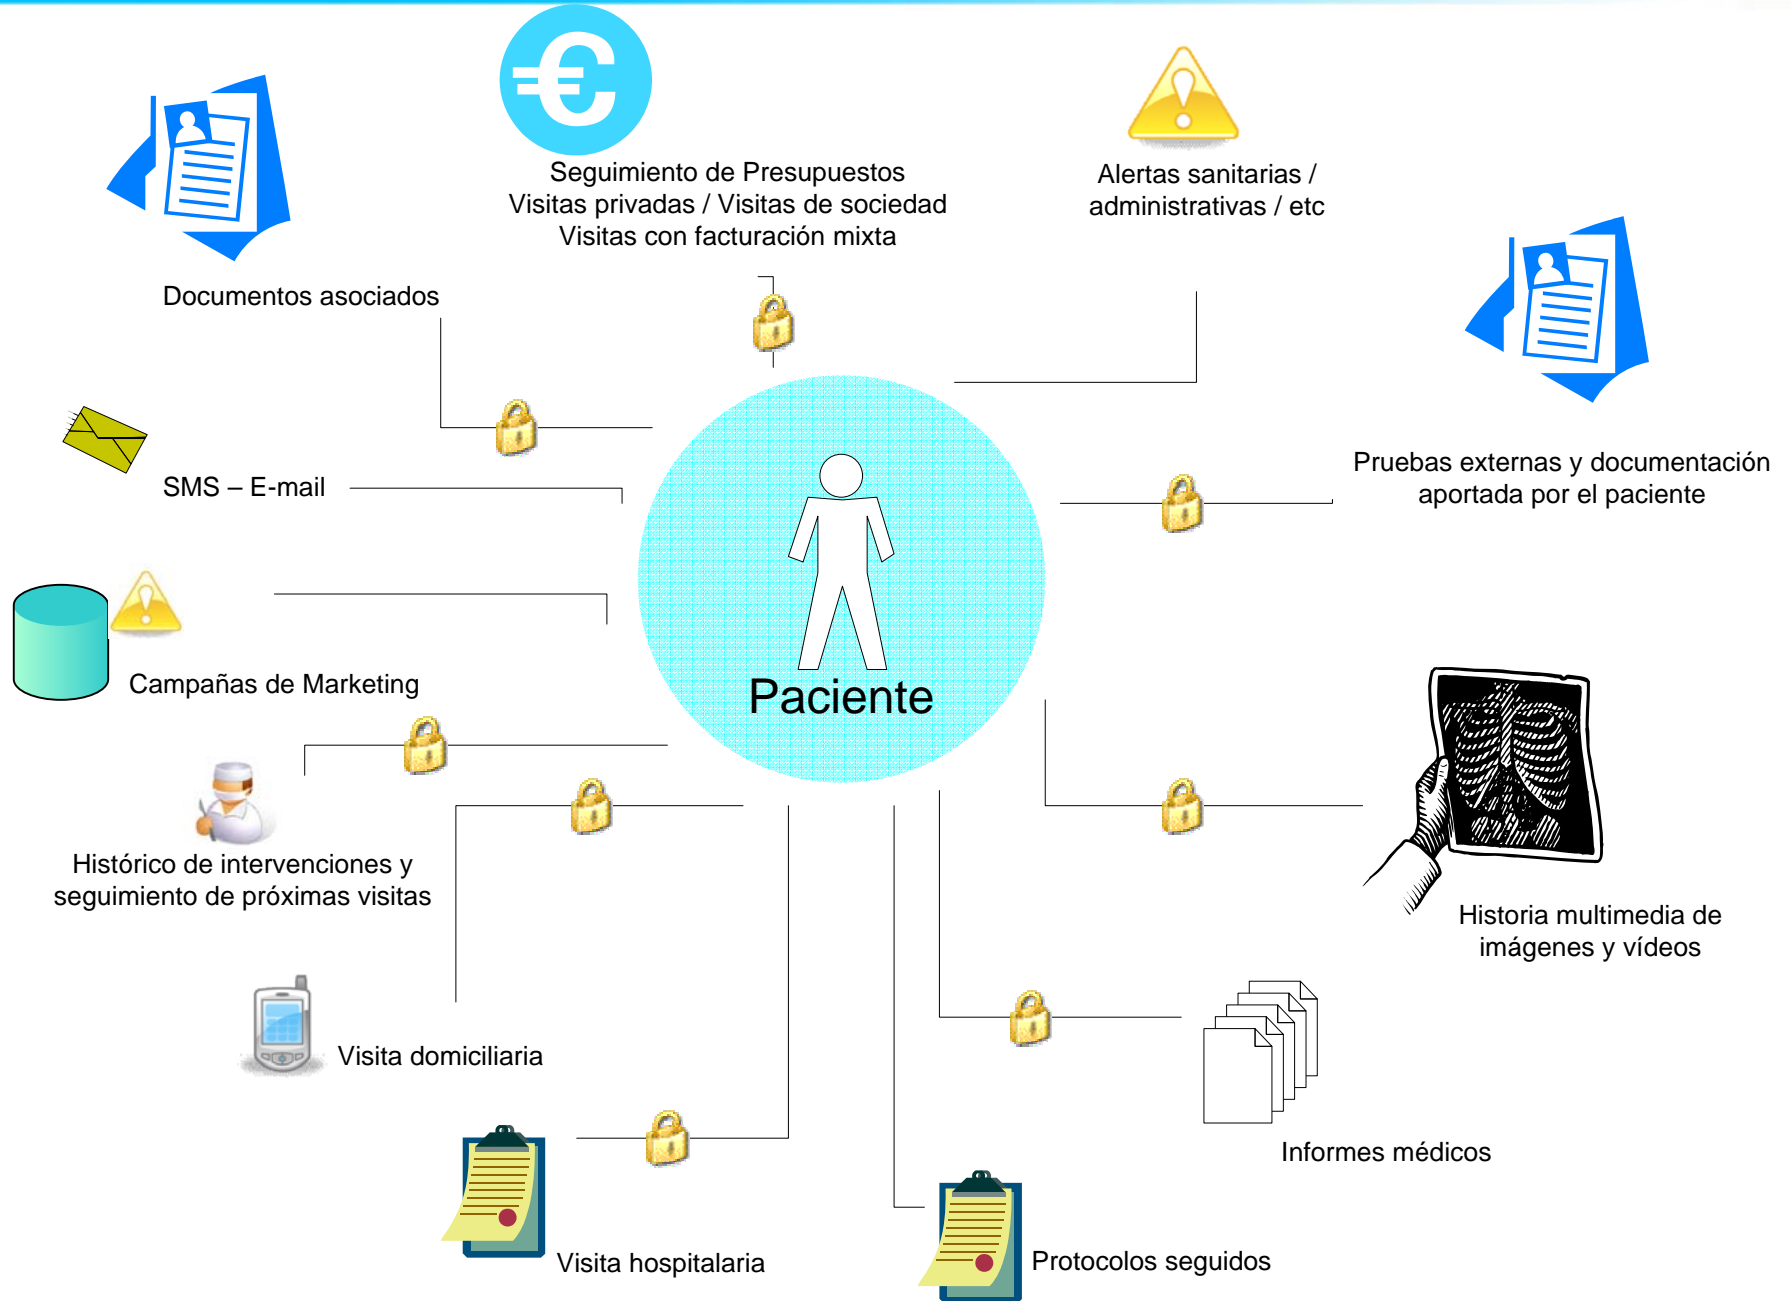 Seguimiento de Presupuestos
Visitas privadas / Visitas de sociedad
Visitas con facturación mixta
Alertas sanitarias /
administrativas / etc
Documentos asociados
Pruebas externas y documentación
aportada por el paciente
SMS – E-mail
Campañas de Marketing
Paciente
Histórico de intervenciones y
seguimiento de próximas visitas
Historia multimedia de
imágenes y vídeos
Visita domiciliaria
Informes médicos
Visita hospitalaria
Protocolos seguidos